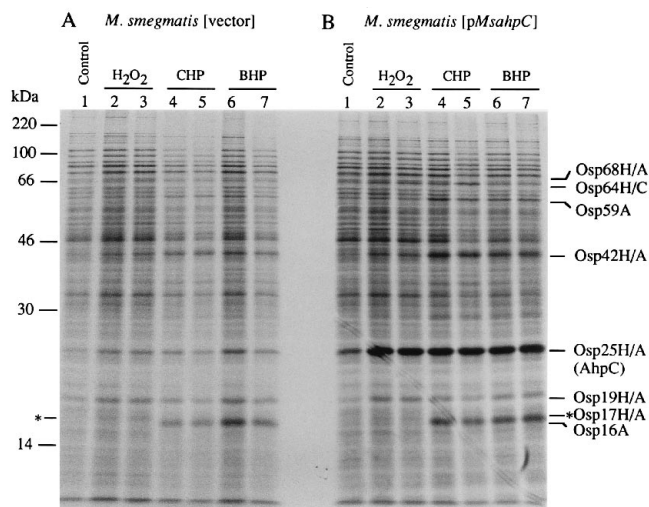 A M. smegmatis [vector] B M. smegmatis [pMsahpC]
Control H2O2 CHP BHP Control H2O2 CHP BHP
kDa 1 2 3 4 5 6 7 1 2 3 4 5 6 7
220
100
66
46
30
*
14
Osp68H/A
Osp64H/C
Osp59A
Osp42H/A
Osp25H/A
(AhpC)
Osp19H/A
*Osp17H/A
Osp16A